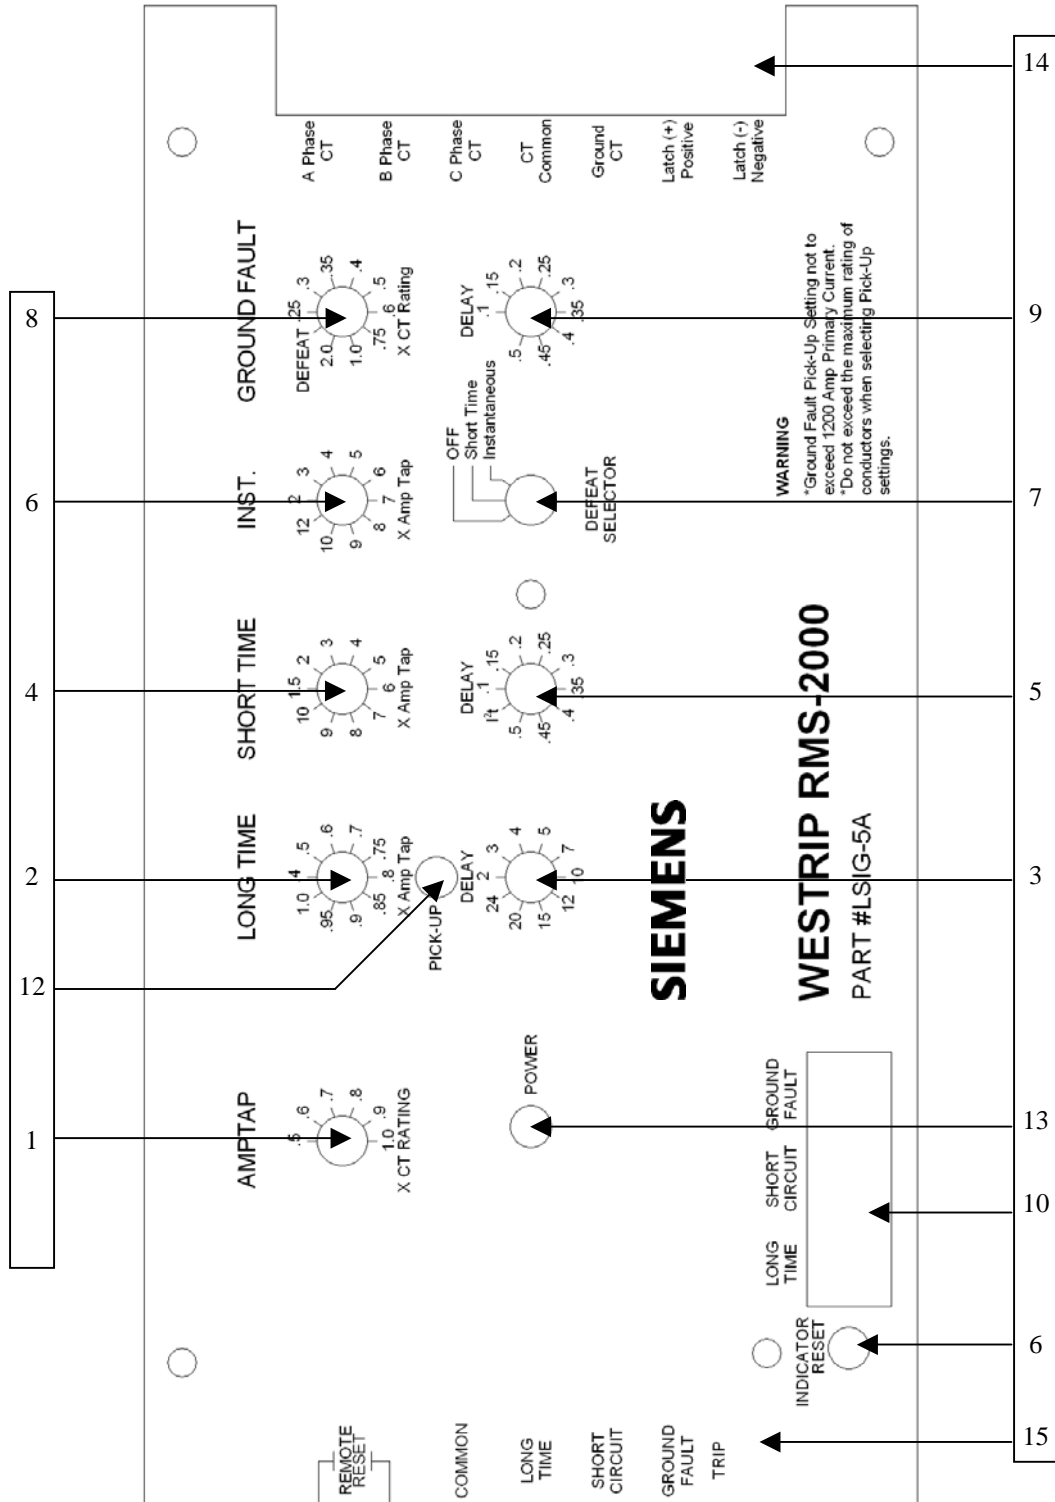 8
6
4
2
12
1
AMPTAP
.5
.6
.7
.8
.9
1.0
X CT RATING
LONG TIME
1.0
.4
.5
.6
.7
.75
.8
.85
.9
.95
X Amp Tap
SHORT TIME
10
1.5
2
3
4
5
6
7
8
9
X Amp Tap
INST.
12
2
3
4
5
6
7
8
9
10
X Amp Tap
GROUND FAULT
DEFEAT
.25
.3
.35
.4
.5
.6
.75
1.0
2.0
X CT Rating
PICK-UP
POWER
DELAY
24
2
3
4
5
7
10
12
15
20
DELAY
I²t
.1
.15
.2
.25
.3
.35
.4
.45
.5
OFF
Short Time
Instantaneous
DEFEAT
SELECTOR
DELAY
.1
.15
.2
.25
.3
.35
.4
.45
.5
A Phase
CT
B Phase
CT
C Phase
CT
CT
Common
Ground
CT
Latch (+)
Positive
Latch (-)
Negative
REMOTE
RESET
COMMON
LONG
TIME
SHORT
CIRCUIT
GROUND
FAULT
TRIP
SIEMENS
LONG
TIME
SHORT
CIRCUIT
GROUND
FAULT
INDICATOR
RESET
WESTRIP RMS-2000
PART #LSIG-5A
WARNING
*Ground Fault Pick-Up Setting not to
exceed 1200 Amp Primary Current.
*Do not exceed the maximum rating of
conductors when selecting Pick-Up
settings.
14
9
7
5
3
13
10
6
15